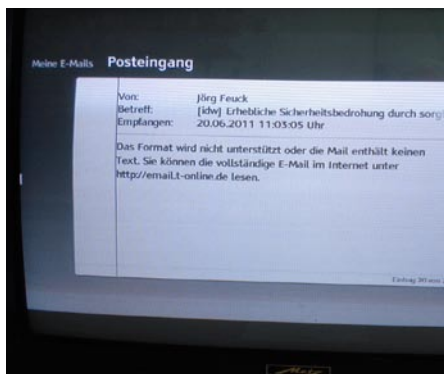 Meine E-Mails Posteingang
Von: Jörg Feuck
Betreff: [idw] Erhebliche Sicherheitsbedrohung durch sorg
Empfangen: 20.06.2011 11:03:05 Uhr
Das Format wird nicht unterstützt oder die Mail enthält keinen
Text. Sie können die vollständige E-Mail im Internet unter
http://email.t-online.de lesen.
Eintrag
Metz